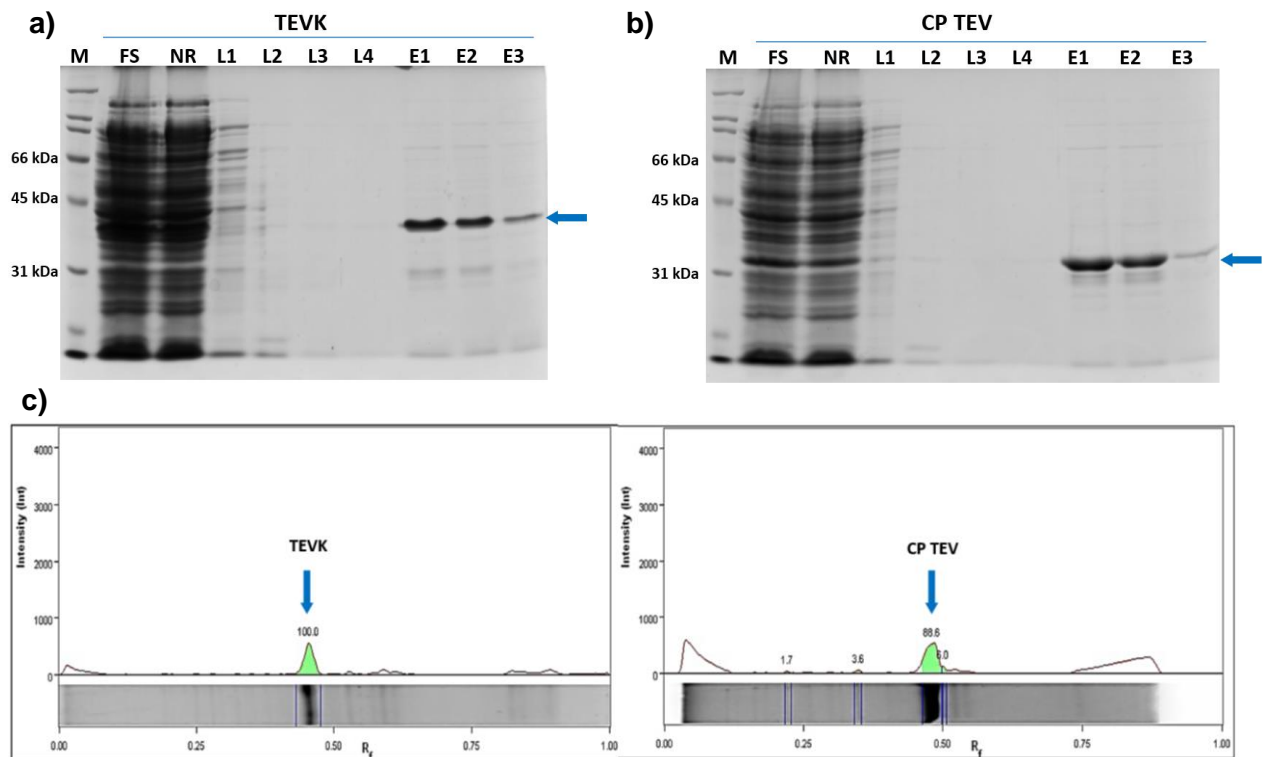 a)
TEVK
M FS NR L1 L2 L3 L4 E1 E2 E3
66 kDa
45 kDa
31 kDa
b)
CP TEV
M FS NR L1 L2 L3 L4 E1 E2 E3
66 kDa
45 kDa
31 kDa
c)
Intensity (Int)
4000
3000
2000
1000
0
TEVK
100.0
0.00 0.25 0.50 0.75 1.00
Rf
Intensity (Int)
4000
3000
2000
1000
0
CP TEV
1.7 3.6 88.6 6.0
0.00 0.25 0.50 0.75 1.00
Rf